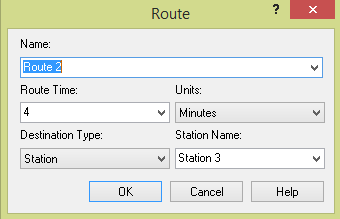 Route
?
Name:
Route 2
Route Time: Units:
4 Minutes
Destination Type: Station Name:
Station Station 3
OK Cancel Help